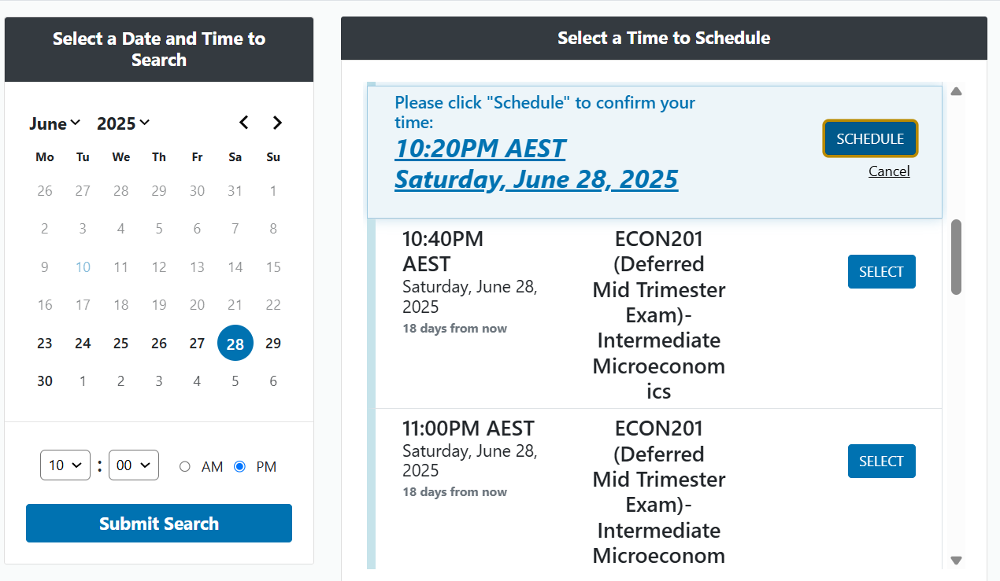 Select a Date and Time to
Search
June 2025
Mo Tu We Th Fr Sa Su
26 27 28 29 30 31 1
2 3 4 5 6 7 8
9 10 11 12 13 14 15
16 17 18 19 20 21 22
23 24 25 26 27 28 29
30 1 2 3 4 5 6
10 : 00 AM PM
Submit Search
Select a Time to Schedule
Please click "Schedule" to confirm your
time:
10:20PM AEST
Saturday, June 28, 2025
SCHEDULE
Cancel
10:40PM
AEST
Saturday, June 28,
2025
18 days from now
ECON201
(Deferred
Mid Trimester
Exam)-
Intermediate
Microeconom
ics
SELECT
11:00PM AEST
Saturday, June 28,
2025
18 days from now
ECON201
(Deferred
Mid Trimester
Exam)-
Intermediate
Microeconom
SELECT